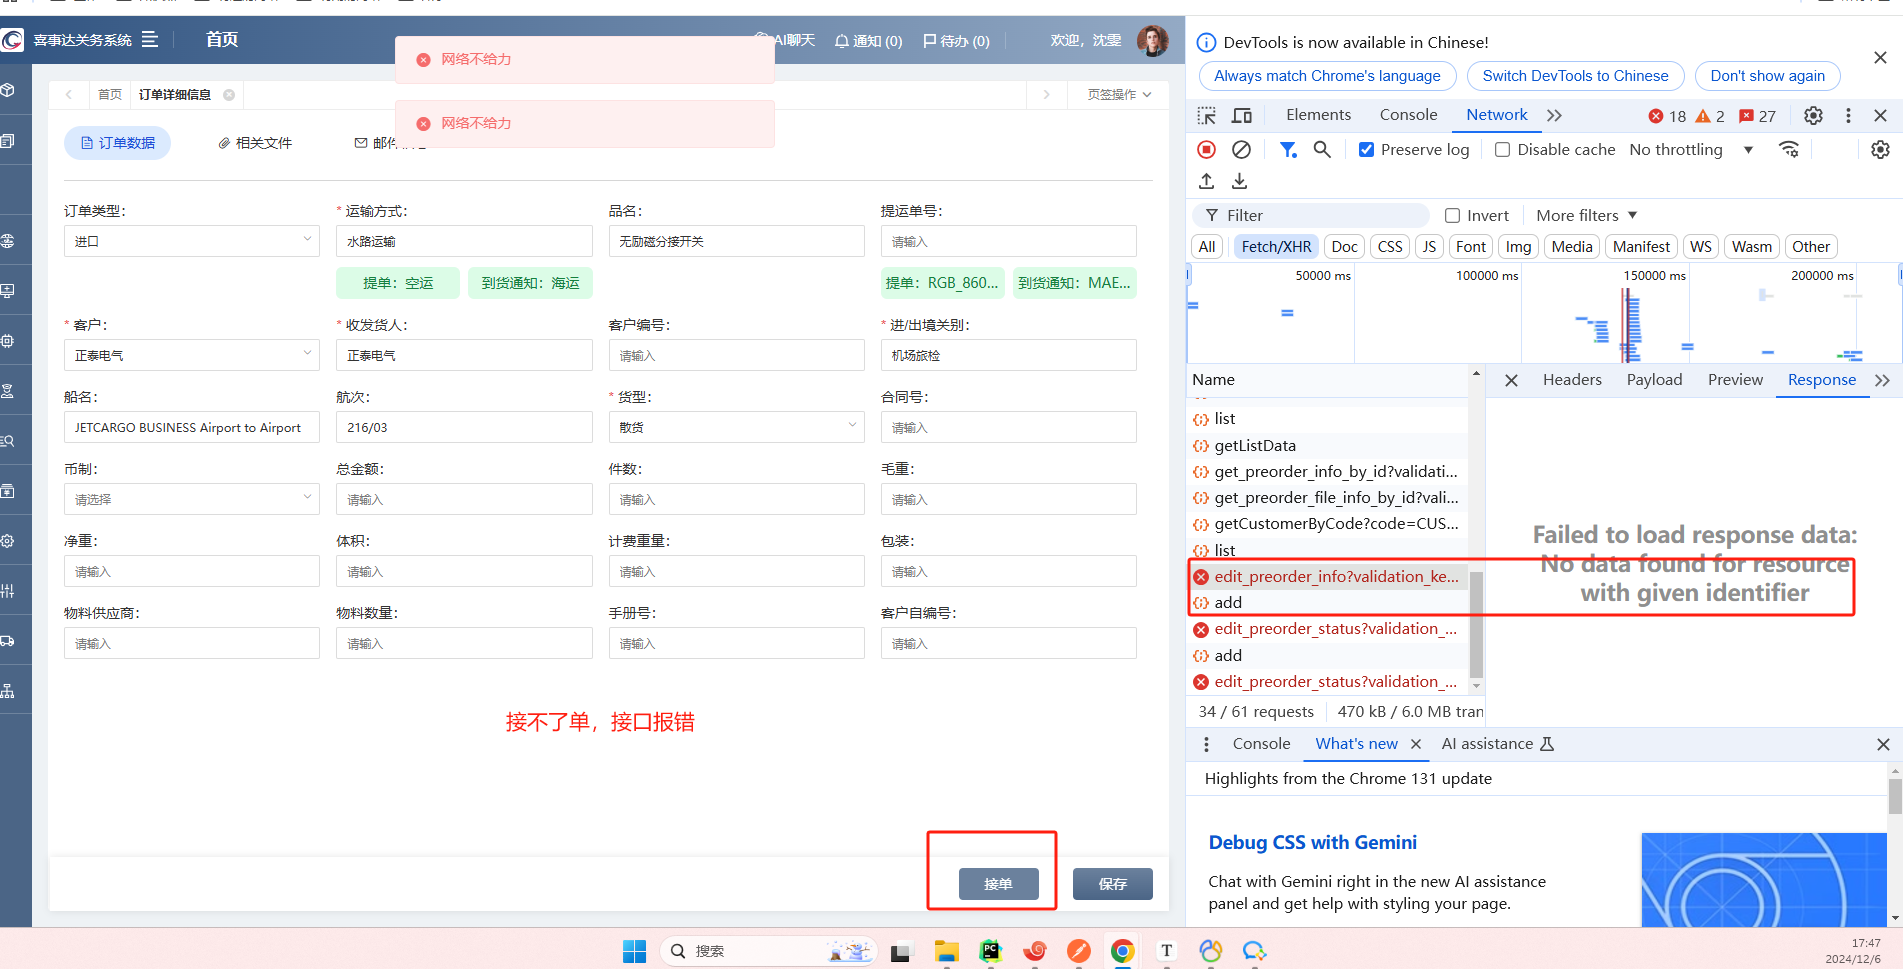 喜事达关务系统
首页
AI聊天
通知 (0)
待办 (0)
欢迎, 沈雯
网络不给力
网络不给力
首页
订单详细信息
页签操作
订单数据
相关文件
订单类型:
* 运输方式:
品名:
提运单号:
进口
水路运输
无励磁分接开关
请输入
提单: 空运
到货通知: 海运
提单: RGB_860...
到货通知: MAE...
* 客户:
* 收发货人:
客户编号:
* 进/出境关别:
正泰电气
正泰电气
请输入
机场旅检
船名:
航次:
* 货型:
合同号:
JETCARGO BUSINESS Airport to Airport
216/03
散货
请输入
币制:
总金额:
件数:
毛重:
请选择
请输入
请输入
请输入
净重:
体积:
计费重量:
包装:
请输入
请输入
请输入
请输入
物料供应商:
物料数量:
手册号:
客户自编号:
请输入
请输入
请输入
请输入
接不了单, 接口报错
接单
保存
DevTools is now available in Chinese!
Always match Chrome's language
Switch DevTools to Chinese
Don't show again
Elements
Console
Network
18
2
27
Preserve log
Disable cache
No throttling
Filter
Invert
More filters
All
Fetch/XHR
Doc
CSS
JS
Font
Img
Media
Manifest
WS
Wasm
Other
50000 ms
100000 ms
150000 ms
200000 ms
Name
Headers
Payload
Preview
Response
list
getListData
get_preorder_info_by_id?validati...
get_preorder_file_info_by_id?vali...
getCustomerByCode?code=CUS...
list
edit_preorder_info?validation_ke...
add
edit_preorder_status?validation_...
add
edit_preorder_status?validation_...
Failed to load response data:
No data found for resource
with given identifier
34 / 61 requests
470 kB / 6.0 MB tran
Console
What's new
AI assistance
Highlights from the Chrome 131 update
Debug CSS with Gemini
Chat with Gemini right in the new AI assistance
panel and get help with styling your page.
搜索
17:47
2024/12/6